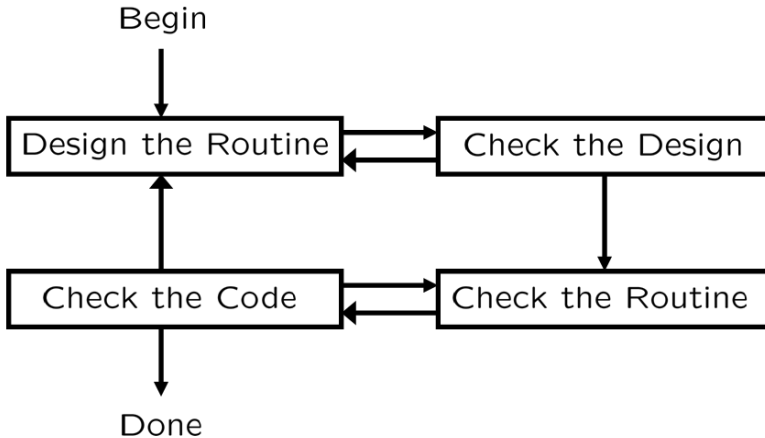 Begin
Design the Routine
Check the Design
Check the Code
Check the Routine
Done